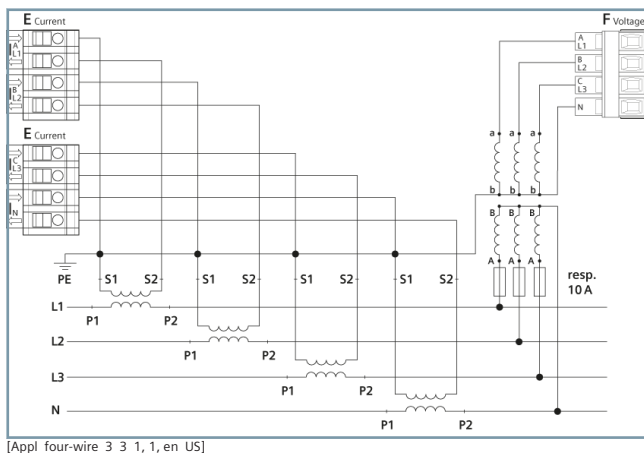 E Current
F Voltage
A
L1
B
L2
E Current
C
L3
N
A
L1
B
L2
C
L3
N
a a a
b b b
B B B
A A A
resp.
10 A
PE S1 S2 S1 S2 S1 S2 S1 S2
L1
P1 P2
L2
P1 P2
L3
P1 P2
N
P1 P2
[Appl four-wire 3 3 1, 1, en US]